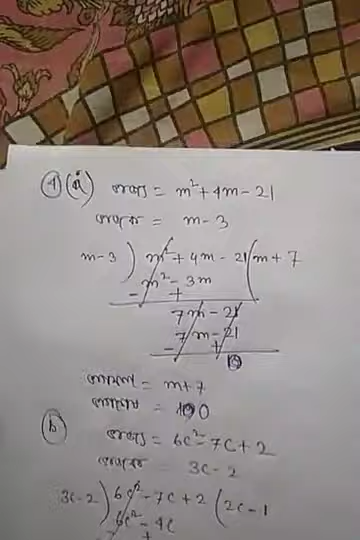 1) (a) ভাজ্য = m² + 4m - 21
ভাজক = m - 3
m - 3 ) m² + 4m - 21 ( m + 7
m² - 3m
- +
7m - 21
7m - 21
- +
0
ভাগফল = m + 7
ভাগশেষ = 0
b) ভাজ্য = 6c² - 7c + 2
ভাজক = 3c - 2
3c - 2 ) 6c² - 7c + 2 ( 2c - 1
6c² - 4c
- +